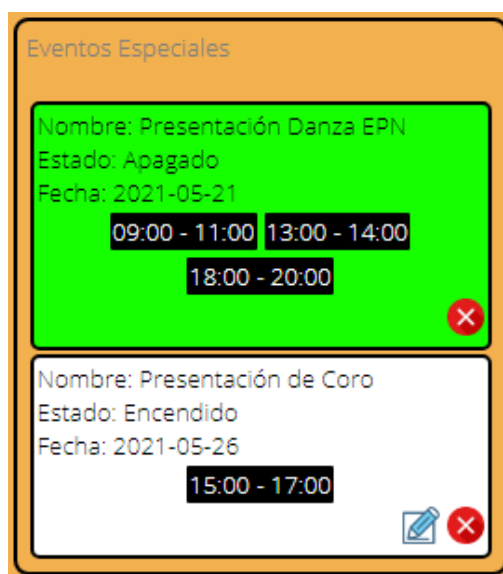 Eventos Especiales
Nombre: Presentación Danza EPN
Estado: Apagado
Fecha: 2021-05-21
09:00 - 11:00 13:00 - 14:00
18:00 - 20:00
Nombre: Presentación de Coro
Estado: Encendido
Fecha: 2021-05-26
15:00 - 17:00